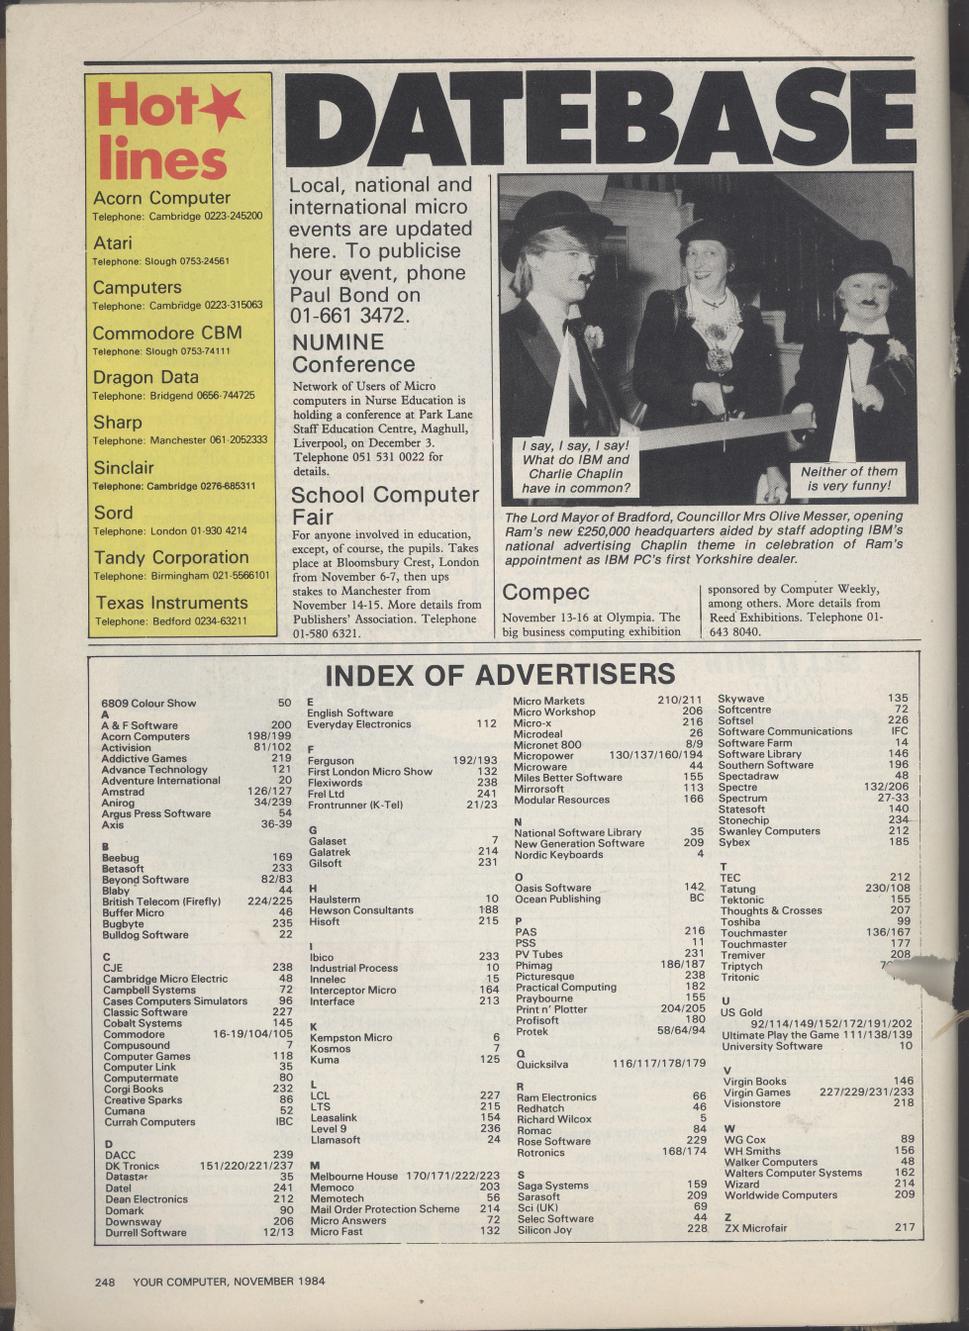 Hot
lines
Acorn Computer
Telephone: Cambridge 0223-245200
Atari
Telephone: Slough 0753-24561
Camputers
Telephone: Cambridge 0223-315063
Commodore CBM
Telephone: Slough 0753-74111
Dragon Data
Telephone: Bridgend 0656-744725
Sharp
Telephone: Manchester 061-2052333
Sinclair
Telephone: Cambridge 0276-685311
Sord
Telephone: London 01-930 4214
Tandy Corporation
Telephone: Birmingham 021-5566101
Texas Instruments
Telephone: Bedford 0234-63211
DATEBASE
Local, national and
international micro
events are updated
here. To publicise
your event, phone
Paul Bond on
01-661 3472.
NUMINE
Conference
Network of Users of Micro
computers in Nurse Education is
holding a conference at Park Lane
Staff Education Centre, Maghull,
Liverpool, on December 3.
Telephone 051 531 0022 for
details.
School Computer
Fair
For anyone involved in education,
except, of course, the pupils. Takes
place at Bloomsbury Crest, London
from November 6-7, then ups
stakes to Manchester from
November 14-15. More details from
Publishers' Association. Telephone
01-580 6321.
I say, I say, I say!
What do IBM and
Charlie Chaplin
have in common?
Neither of them
is very funny!
The Lord Mayor of Bradford, Councillor Mrs Olive Messer, opening
Ram's new £250,000 headquarters aided by staff adopting IBM's
national advertising Chaplin theme in celebration of Ram's
appointment as IBM PC's first Yorkshire dealer.
Compec
November 13-16 at Olympia. The
big business computing exhibition
sponsored by Computer Weekly,
among others. More details from
Reed Exhibitions. Telephone 01-
643 8040.
INDEX OF ADVERTISERS
6809 Colour Show 50
A
A & F Software 200
Acorn Computers 198/199
Activision 81/102
Addictive Games 219
Advance Technology 121
Adventure International 20
Amstrad 126/127
Anirog 34/239
Argus Press Software 54
Axis 36-39
B
Beebug 169
Betasoft 233
Beyond Software 82/83
Blaby 44
British Telecom (Firefly) 224/225
Buffer Micro 46
Bugbyte 235
Bulldog Software 22
C
CJE 238
Cambridge Micro Electric 48
Campbell Systems 72
Cases Computers Simulators 96
Classic Software 227
Cobalt Systems 145
Commodore 16-19/104/105
Compusound 7
Computer Games 118
Computer Link 35
Computermate 80
Corgi Books 232
Creative Sparks 86
Cumana 52
Currah Computers IBC
D
DACC 239
DK Tronics 151/220/221/237
Datastar 35
Datel 241
Dean Electronics 212
Domark 90
Downsway 206
Durrell Software 12/13
E
English Software
Everyday Electronics 112
F
Ferguson 192/193
First London Micro Show 132
Flexiwords 238
Frel Ltd 241
Frontrunner (K-Tel) 21/23
G
Galaset 7
Galatrek 214
Gilsoft 231
H
Haulsterm 10
Hewson Consultants 188
Hisoft 215
I
Ibico 233
Industrial Process 10
Innelec 15
Interceptor Micro 164
Interface 213
K
Kempston Micro 6
Kosmos 7
Kuma 125
L
LCL 227
LTS 215
Leasalink 154
Level 9 236
Llamasoft 24
M
Melbourne House 170/171/222/223
Memoco 203
Memotech 56
Mail Order Protection Scheme 214
Micro Answers 72
Micro Fast 132
Micro Markets 210/211
Micro Workshop 206
Micro-x 216
Microdeal 26
Micronet 800 8/9
Micropower 130/137/160/194
Microware 44
Miles Better Software 155
Mirrorsoft 113
Modular Resources 166
N
National Software Library 35
New Generation Software 209
Nordic Keyboards 4
O
Oasis Software 142
Ocean Publishing BC
P
PAS 216
PSS 11
PV Tubes 231
Phimag 186/187
Picturesque 238
Practical Computing 182
Praybourne 155
Print n' Plotter 204/205
Profisoft 180
Protek 58/64/94
Q
Quicksilva 116/117/178/179
R
Ram Electronics 66
Redhatch 46
Richard Wilcox 5
Romac 84
Rose Software 229
Rotronics 168/174
S
Saga Systems 159
Sarasoft 209
Sci (UK) 69
Selec Software 44
Silicon Joy 228
Skywave 135
Softcentre 72
Softsel 226
Software Communications IFC
Software Farm 14
Software Library 146
Southern Software 196
Spectadraw 48
Spectre 132/206
Spectrum 27-33
Statesoft 140
Stonechip 234
Swanley Computers 212
Sybex 185
T
TEC 212
Tatung 230/108
Tektonic 155
Thoughts & Crosses 207
Toshiba 99
Touchmaster 136/167
Touchmaster 177
Tremiver 208
Triptych
Tritonic
U
US Gold
92/114/149/152/172/191/202
Ultimate Play the Game 111/138/139
University Software 10
V
Virgin Books 146
Virgin Games 227/229/231/233
Visionstore 218
W
WG Cox 89
WH Smiths 156
Walker Computers 48
Walters Computer Systems 162
Wizard 214
Worldwide Computers 209
Z
ZX Microfair 217
248 YOUR COMPUTER, NOVEMBER 1984